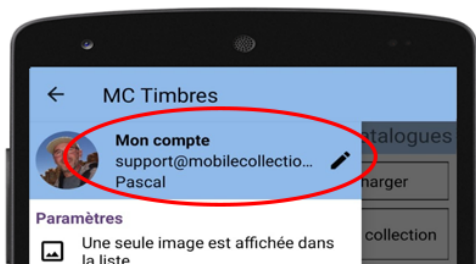 MC Timbres
Mon compte
support@mobilecollectio...
Pascal
Paramètres
Une seule image est affichée dans
la liste
atalogues
harger
collection